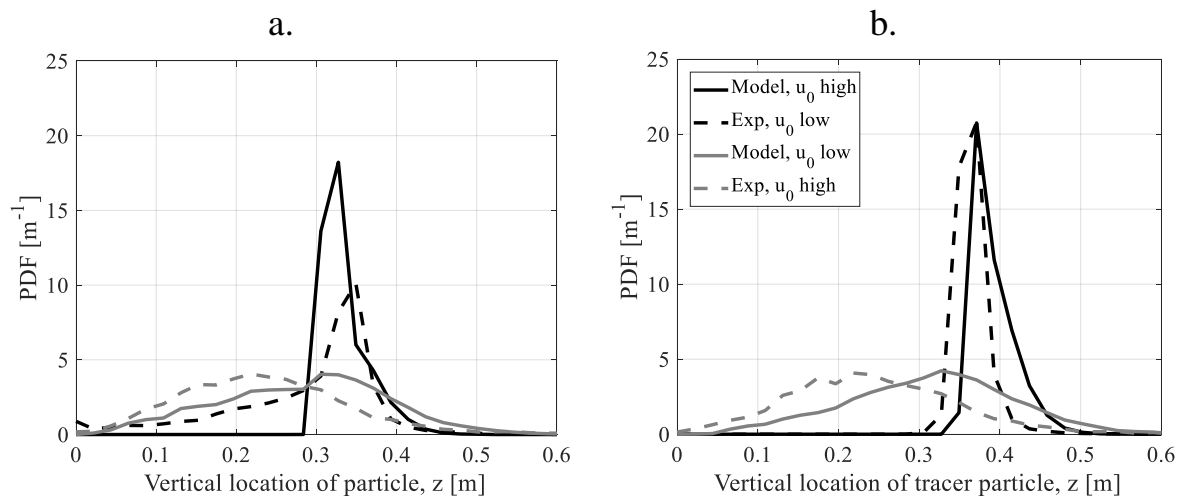 a.
25
20
15
10
5
0
PDF [m⁻¹]
0 0.1 0.2 0.3 0.4 0.5 0.6
Vertical location of particle, z [m]
b.
25
20
15
10
5
0
PDF [m⁻¹]
Model, u₀ high
Exp, u₀ low
Model, u₀ low
Exp, u₀ high
0 0.1 0.2 0.3 0.4 0.5 0.6
Vertical location of tracer particle, z [m]